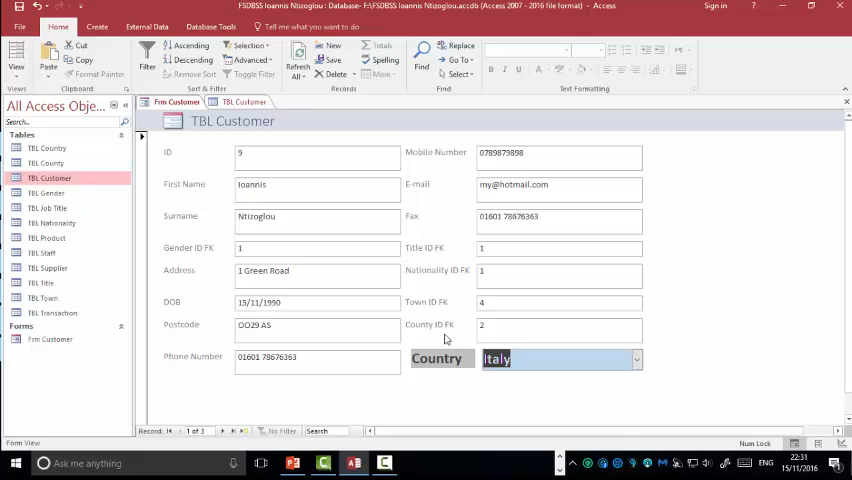 FSDBSS Ioannis Ntizoglou: Database- F:\FSDBSS Ioannis Ntizoglou.accdb (Access 2007 - 2016 file format) - Access
Sign in
?
File Home Create External Data Database Tools Tell me what you want to do
View
Views
Paste
Cut
Copy
Format Painter
Clipboard
Filter
Ascending
Descending
Remove Sort
Selection
Advanced
Toggle Filter
Sort & Filter
Refresh
All
New
Save
Delete
Totals
Spelling
More
Records
Find
Replace
Go To
Select
Find
B I U A
Text Formatting
All Access Obje...
Search...
Tables
TBL Country
TBL County
TBL Customer
TBL Gender
TBL Job Title
TBL Nationality
TBL Product
TBL Staff
TBL Supplier
TBL Title
TBL Town
TBL Transaction
Forms
Frm Customer
Frm Customer TBL Customer
TBL Customer
ID 9 Mobile Number 0789879898
First Name Ioannis E-mail my@hotmail.com
Surname Ntizoglou Fax 01601 78676363
Gender ID FK 1 Title ID FK 1
Address 1 Green Road Nationality ID FK 1
DOB 15/11/1990 Town ID FK 4
Postcode OO29 AS County ID FK 2
Phone Number 01601 78676363 Country Italy
Record: 1 of 3 No Filter Search
Form View Num Lock
Ask me anything
ENG
22:31
15/11/2016